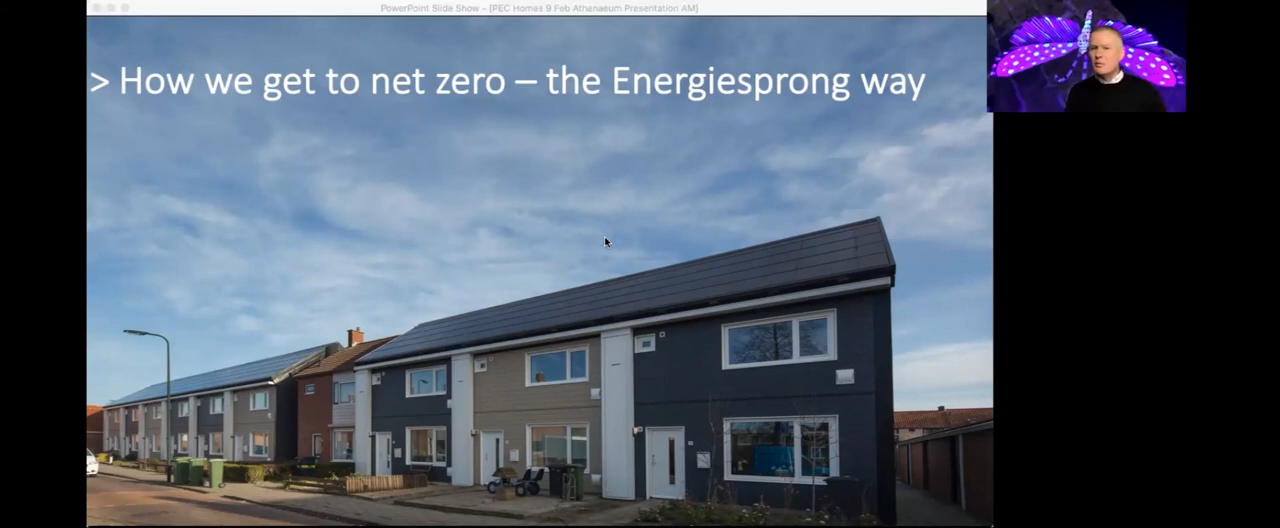 PowerPoint Slide Show - [PEC Homes 9 Feb Athenaeum Presentation AM]
> How we get to net zero – the Energiesprong way